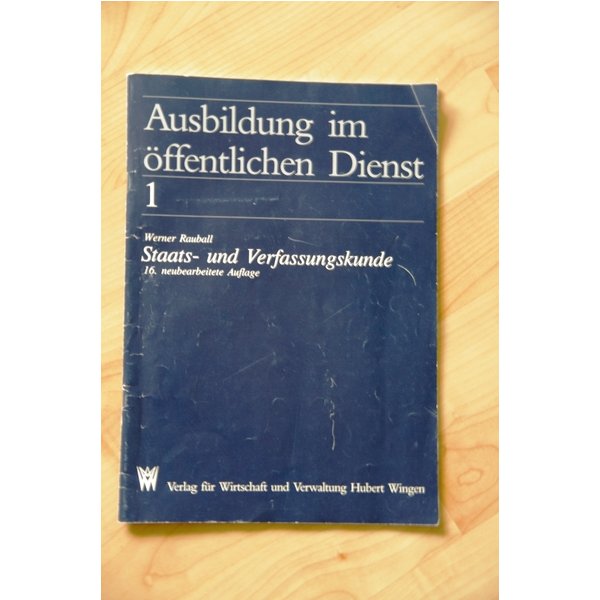 Ausbildung im
öffentlichen Dienst
1
Werner Rauball
Staats- und Verfassungskunde
16. neubearbeitete Auflage
Verlag für Wirtschaft und Verwaltung Hubert Wingen